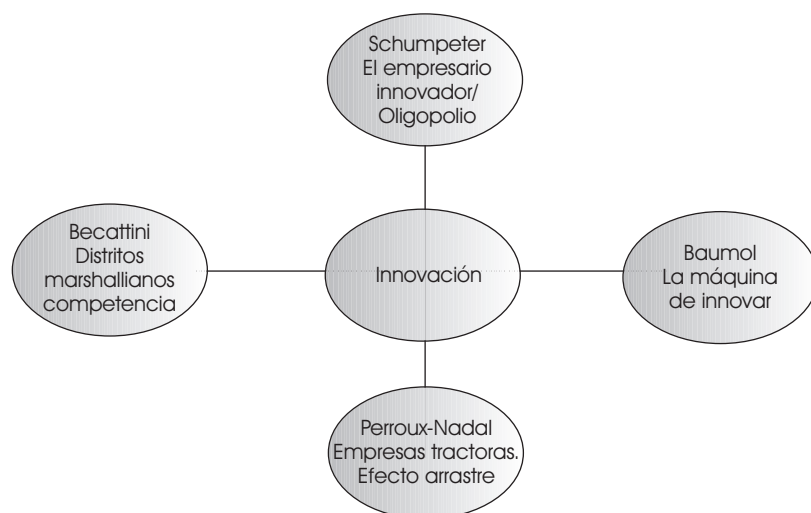 Schumpeter
El empresario
innovador/
Oligopolio
Becattini
Distritos
marshallianos
competencia
Innovación
Baumol
La máquina
de innovar
Perroux-Nadal
Empresas tractoras.
Efecto arrastre